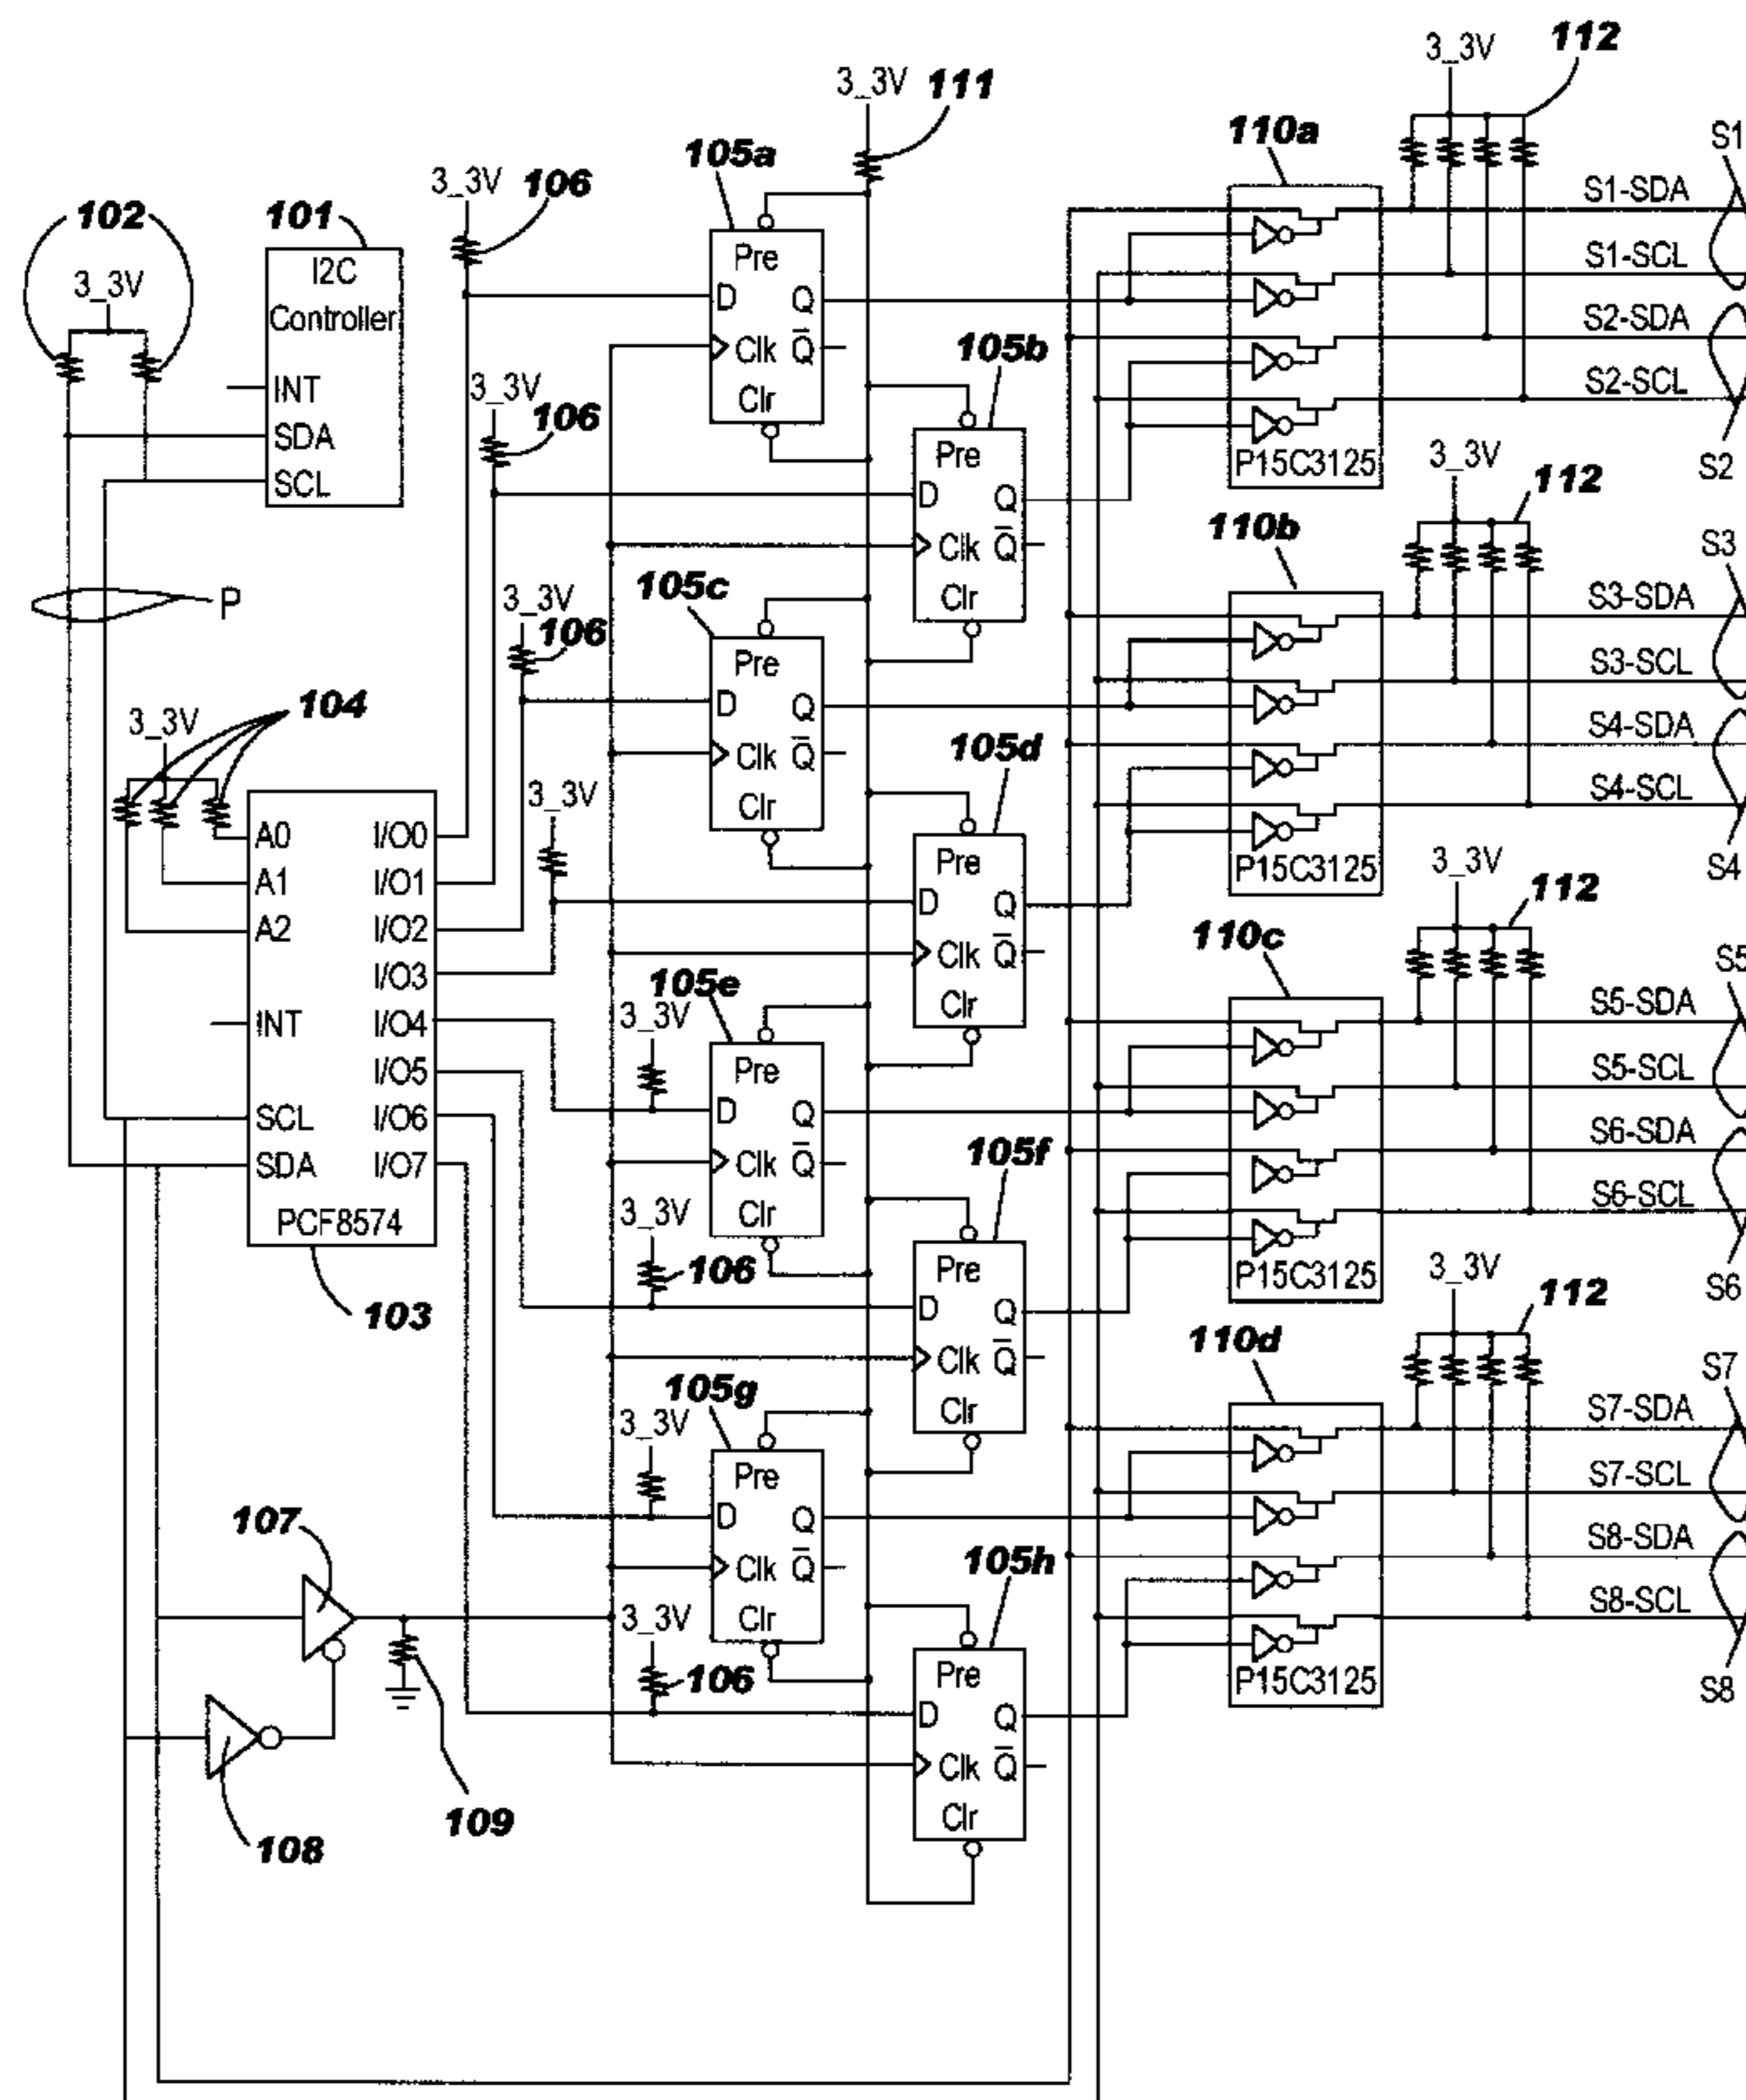 3_3V 112
3_3V 111
110a
S1
105a
3_3V 106
S1-SDA
102 101
I2C
Controller
3_3V
Pre
D Q
Clk Q̅
Clr
S1-SCL
S2-SDA
105b
S2-SCL
INT
SDA
SCL
3_3V
106
Pre
D Q
Clk Q̅
Clr
P15C3125
S2
3_3V
112
110b
S3
P
3_3V
106
105c
S3-SDA
Pre
D Q
Clk Q̅
Clr
S3-SCL
S4-SDA
S4-SCL
104
3_3V
105d
3_3V
Pre
D Q
Clk Q̅
Clr
P15C3125
S4
3_3V
112
A0 I/O0
A1 I/O1
A2 I/O2
I/O3
INT I/O4
I/O5
SCL I/O6
SDA I/O7
PCF8574
103
110c
S5
105e
3_3V
S5-SDA
Pre
D Q
Clk Q̅
Clr
S5-SCL
S6-SDA
105f
S6-SCL
3_3V
106
Pre
D Q
Clk Q̅
Clr
P15C3125
S6
3_3V
112
110d
S7
105g
3_3V
S7-SDA
Pre
D Q
Clk Q̅
Clr
S7-SCL
107
105h
S8-SDA
S8-SCL
3_3V
106
Pre
D Q
Clk Q̅
Clr
P15C3125
S8
109
108